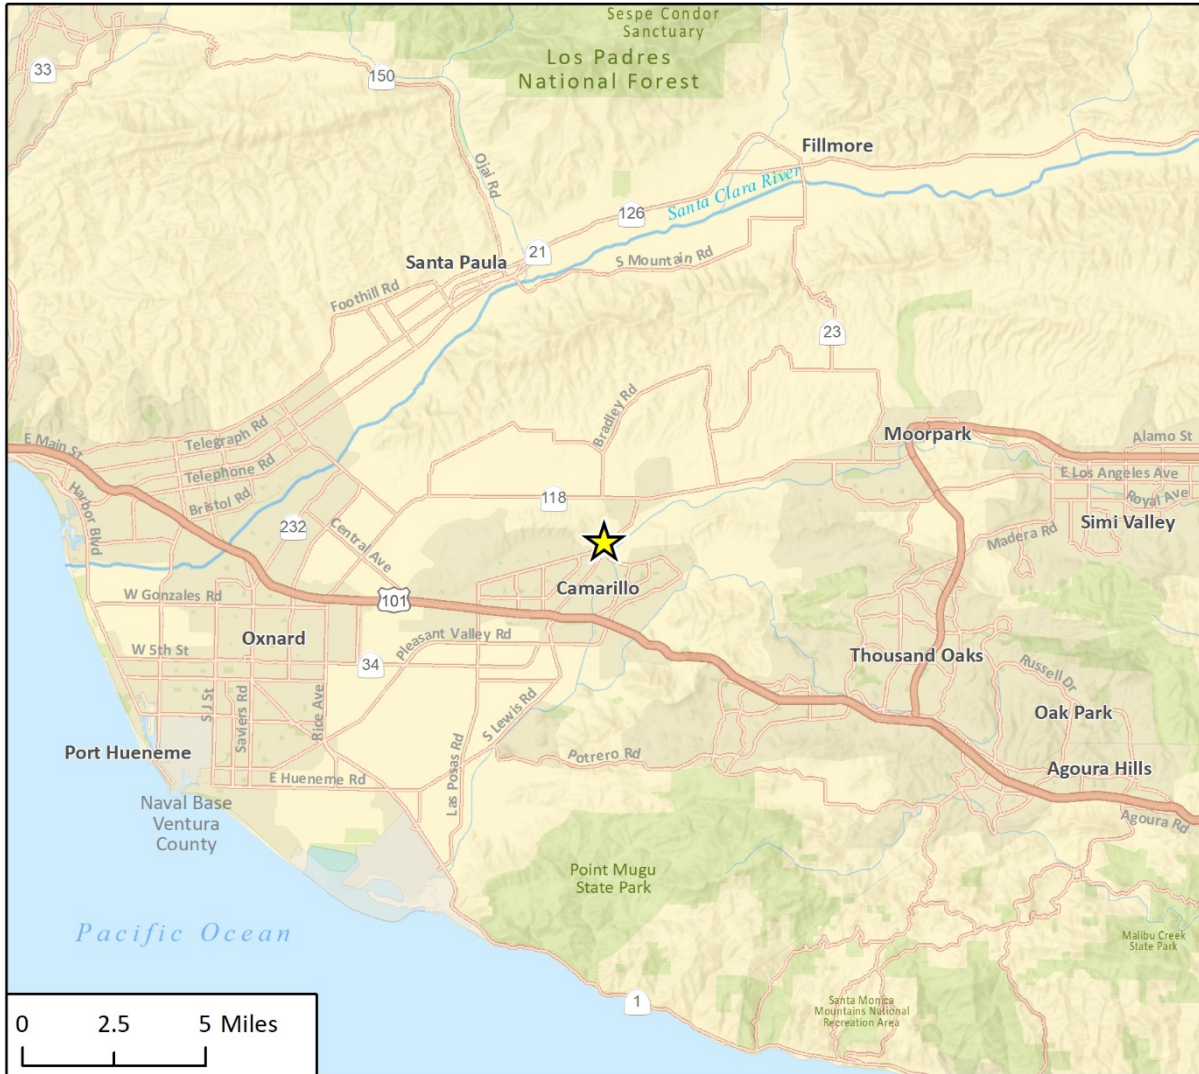 Sespe Condor
Sanctuary
Los Padres
National Forest
33
150
Ojai Rd
Fillmore
Santa Clara River
126
21
Santa Paula
S Mountain Rd
Foothill Rd
23
Bradley Rd
Telegraph Rd
E Main St
Moorpark
Alamo St
Telephone Rd
E Los Angeles Ave
Harbor Blvd
Bristol Rd
118
Royal Ave
232
Central Ave
Simi Valley
Madera Rd
Camarillo
W Gonzales Rd
101
Oxnard
Pleasant Valley Rd
W 5th St
34
Thousand Oaks
Russell Dr
S J St
Saviers Rd
Rice Ave
S Lewis Rd
Oak Park
Port Hueneme
Las Posas Rd
Potrero Rd
Agoura Hills
E Hueneme Rd
Naval Base
Ventura
County
Agoura Rd
Point Mugu
State Park
Pacific Ocean
Malibu Creek
State Park
1
Santa Monica
Mountains National
Recreation Area
0 2.5 5 Miles